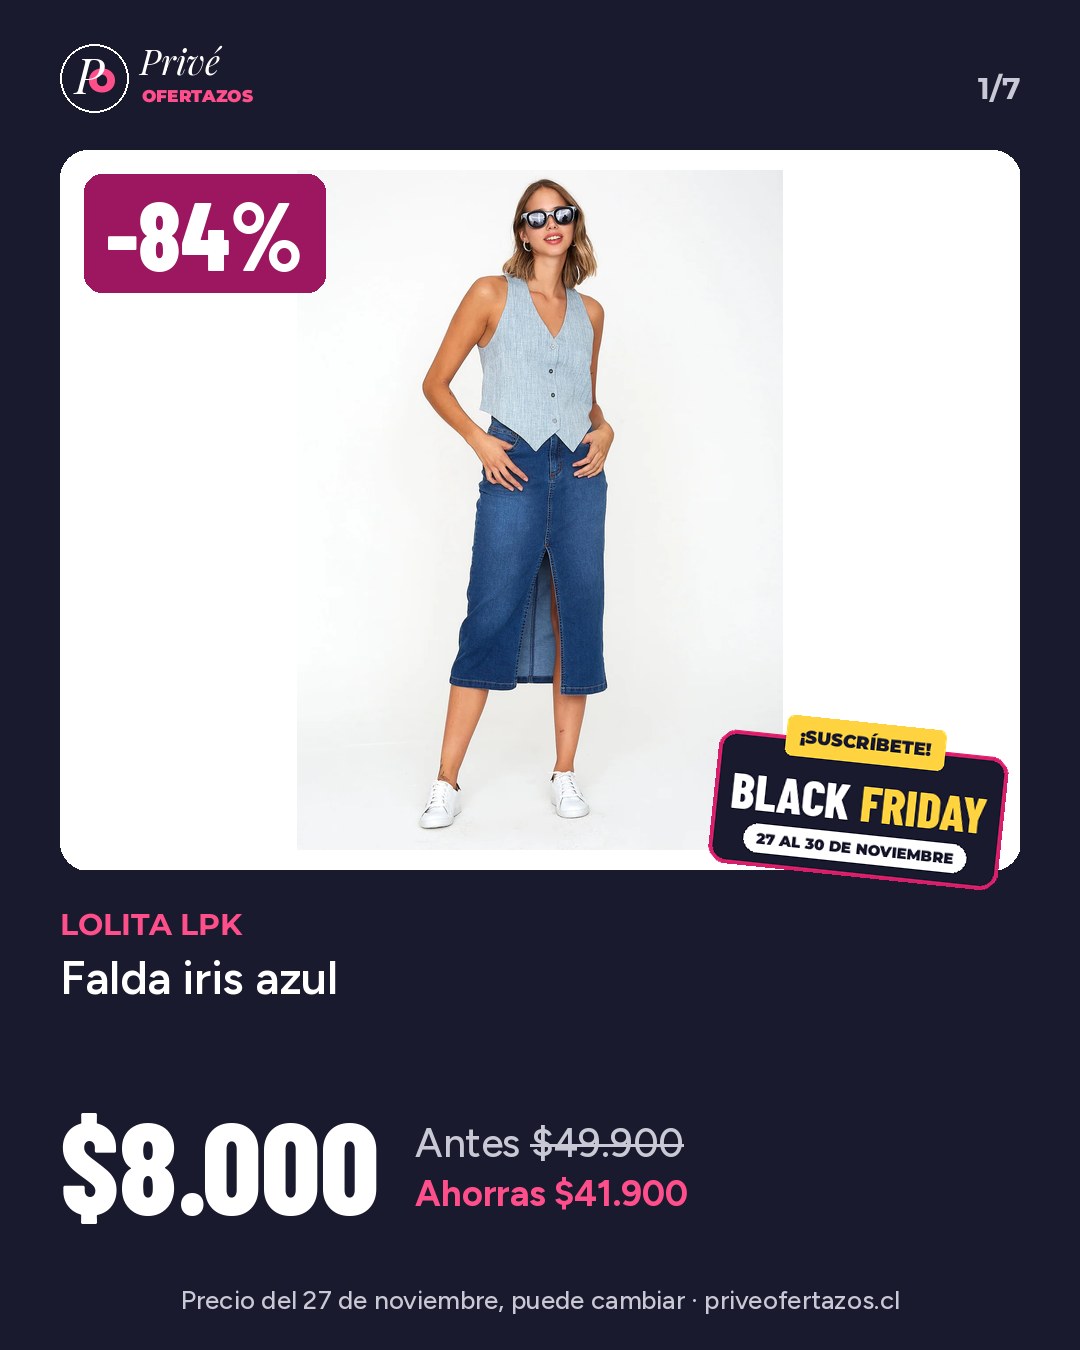 Po
Privé
OFERTAZOS
1/7
-84%
¡SUSCRÍBETE!
BLACK FRIDAY
27 AL 30 DE NOVIEMBRE
LOLITA LPK
Falda iris azul
$8.000
Antes $49.900
Ahorras $41.900
Precio del 27 de noviembre, puede cambiar · priveofertazos.cl